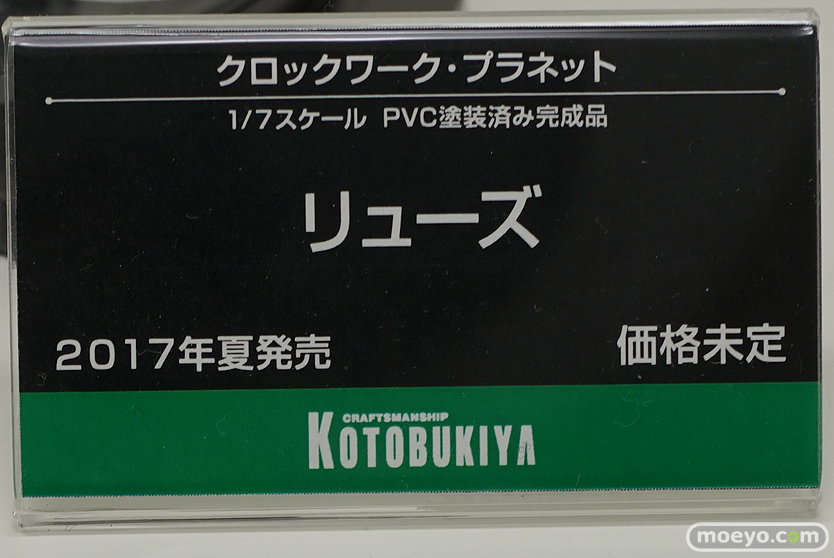 クロックワーク・プラネット
1/7スケール PVC塗装済み完成品
リューズ
2017年夏発売
価格未定
CRAFTSMANSHIP
KOTOBUKIYA
moeyo.com